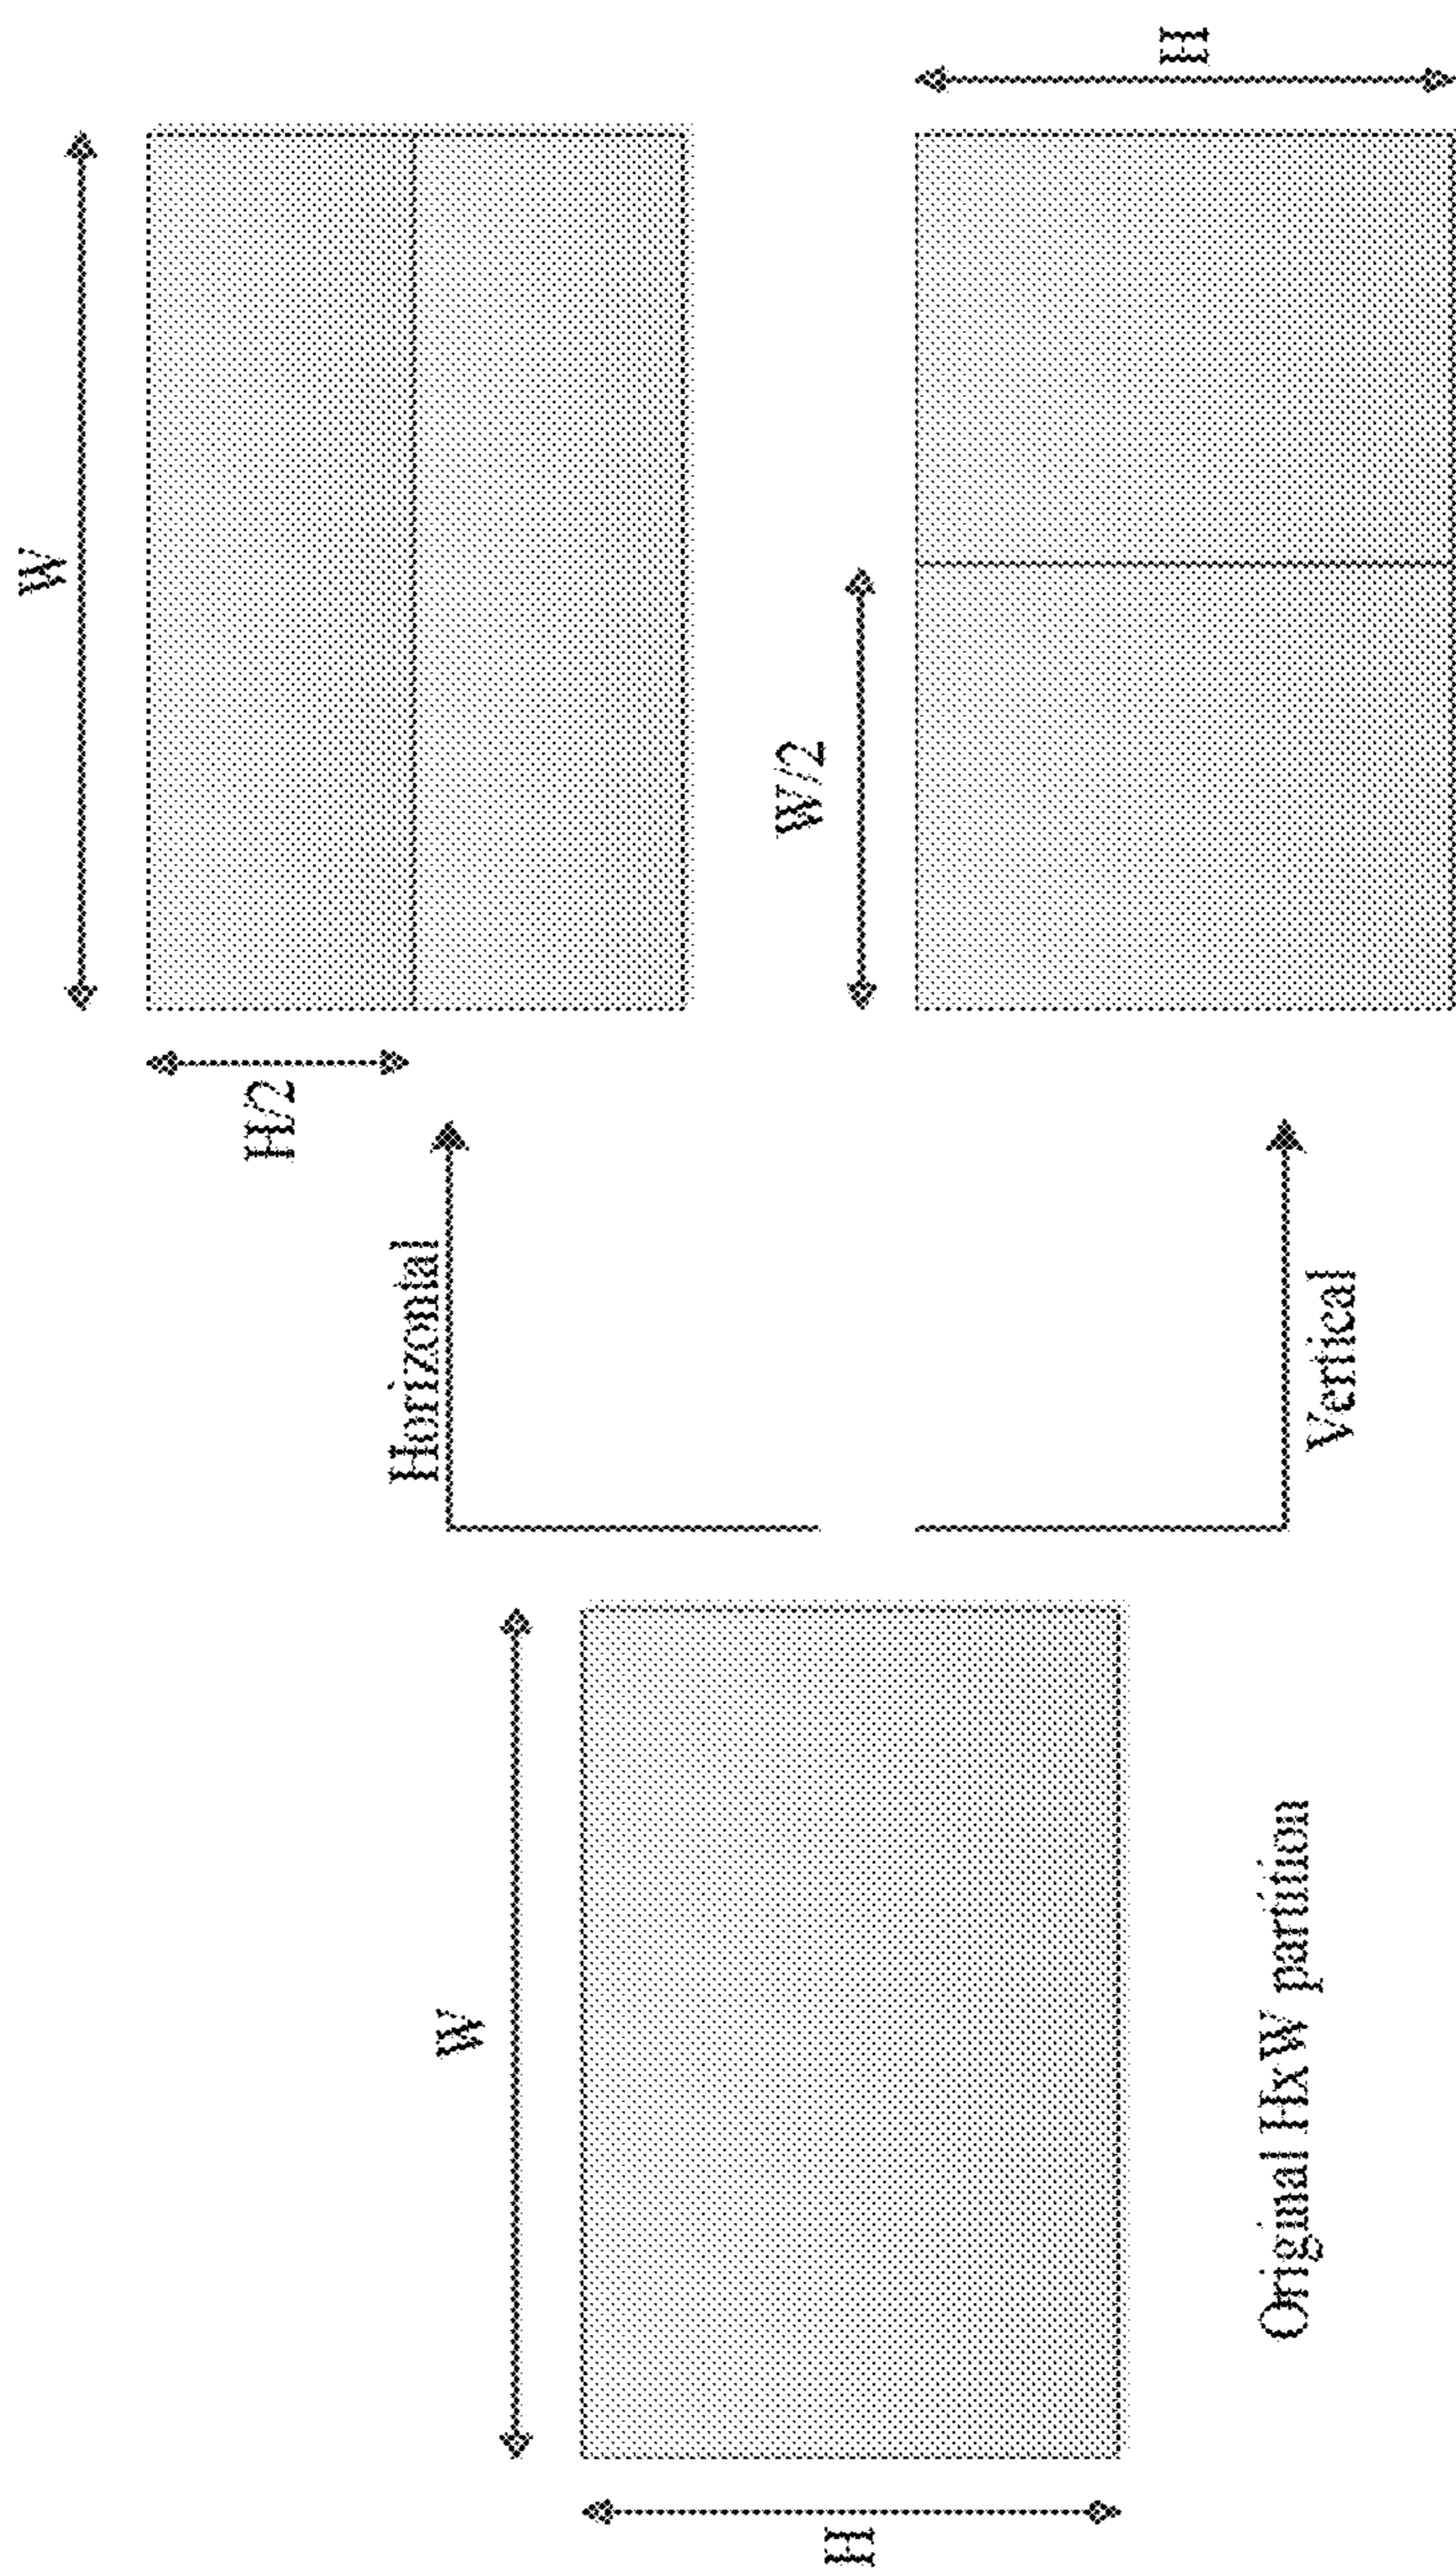 W
H
Original HxW partition
Horizontal
Vertical
W
H/2
W/2
H